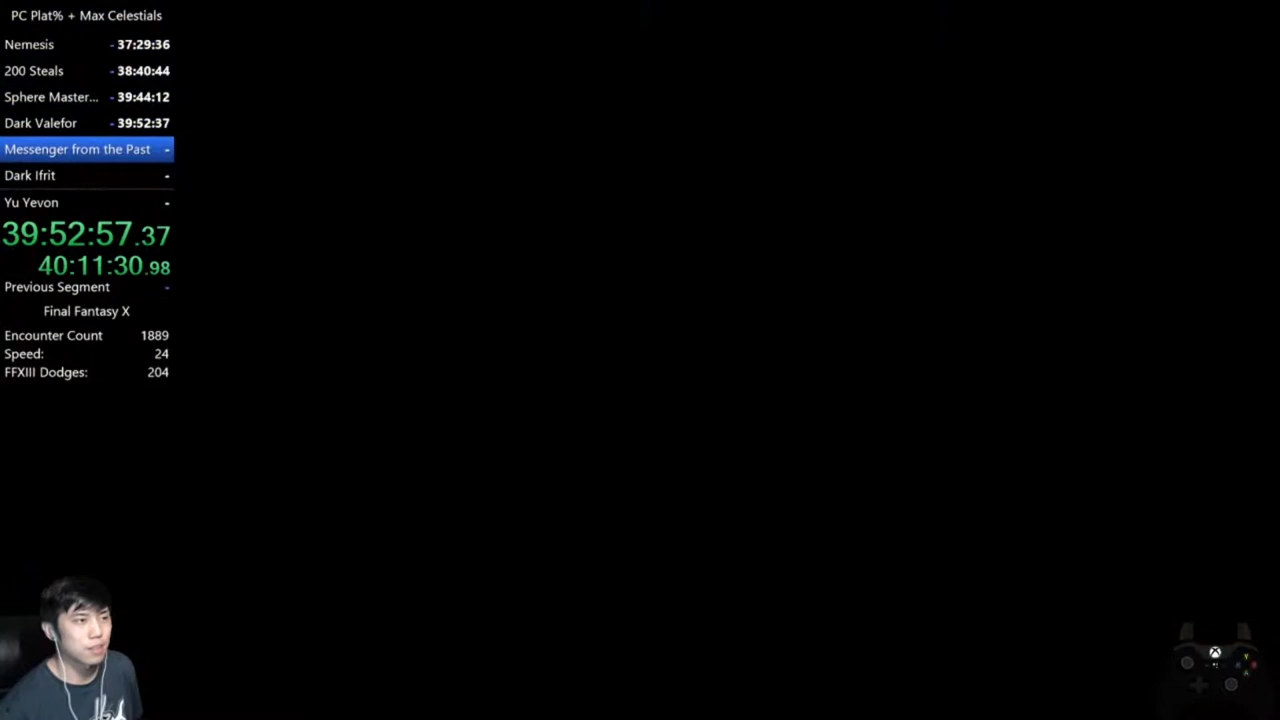 PC Plat% + Max Celestials
Nemesis - 37:29:36
200 Steals - 38:40:44
Sphere Master... - 39:44:12
Dark Valefor - 39:52:37
Messenger from the Past -
Dark Ifrit -
Yu Yevon -
39:52:57.37
40:11:30.98
Previous Segment -
Final Fantasy X
Encounter Count 1889
Speed: 24
FFXIII Dodges: 204